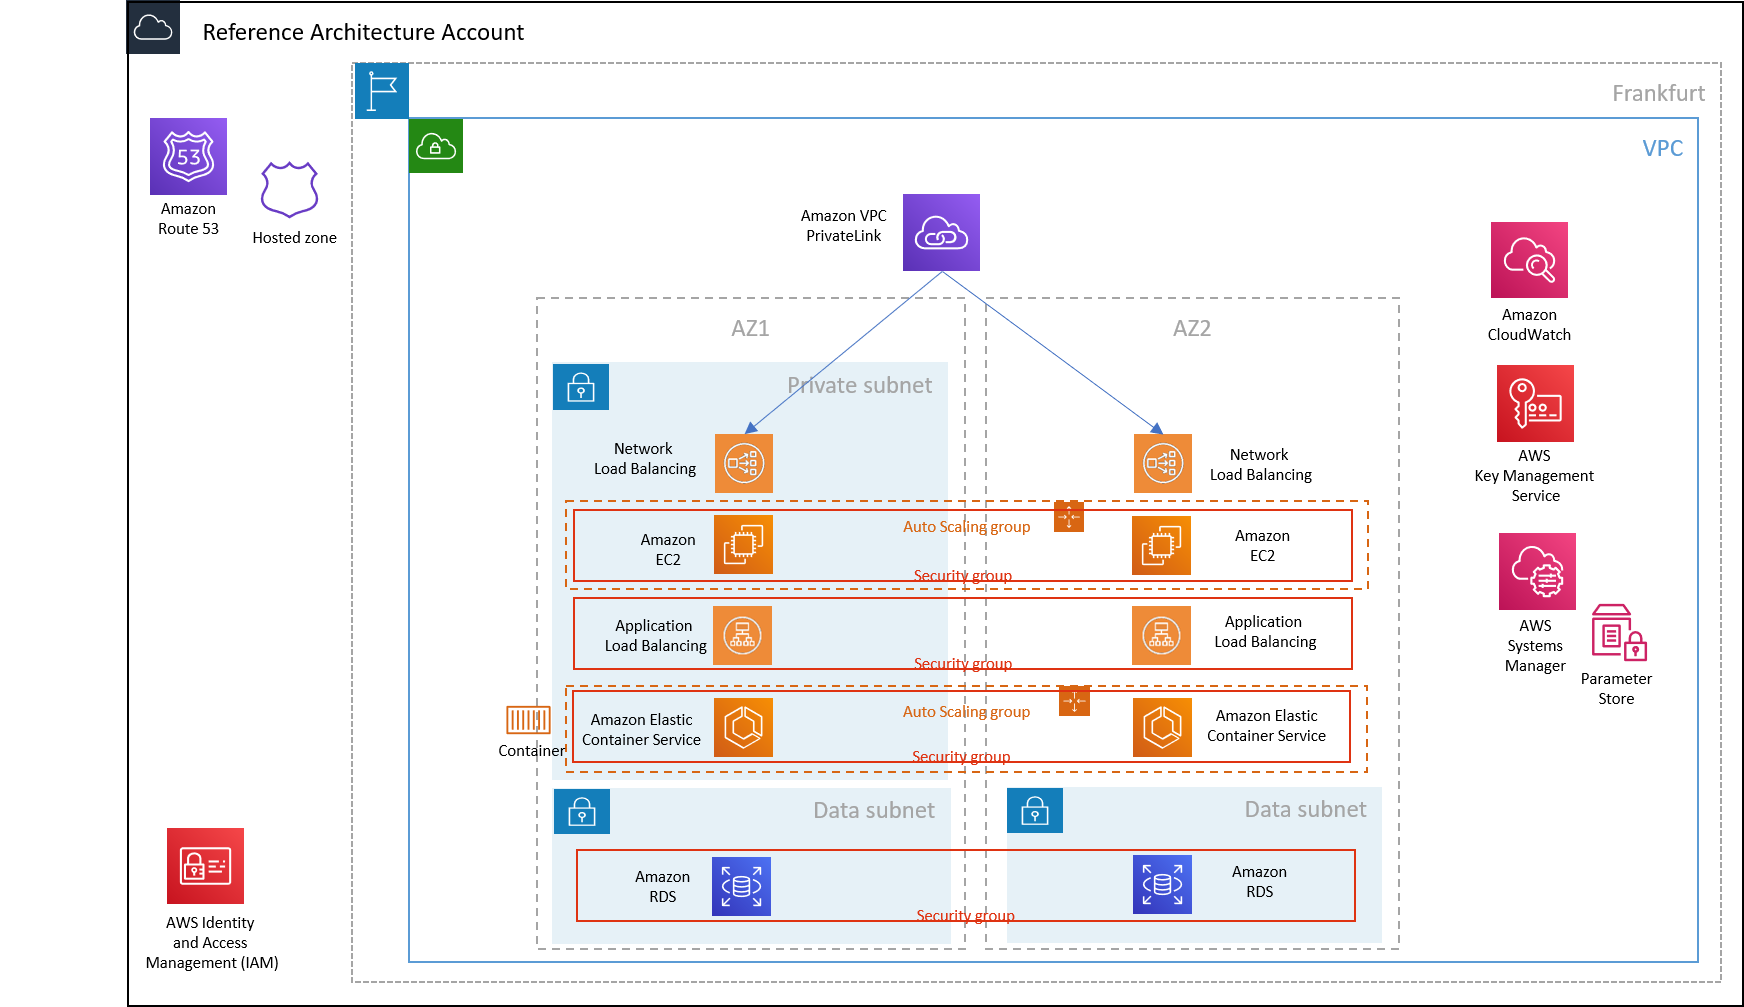 Reference Architecture Account
Frankfurt
VPC
53
Amazon
Route 53
Hosted zone
Amazon VPC
PrivateLink
Amazon
CloudWatch
AZ1
AZ2
Private subnet
Network
Load Balancing
Network
Load Balancing
AWS
Key Management
Service
Auto Scaling group
Amazon
EC2
Amazon
EC2
Security group
Application
Load Balancing
Application
Load Balancing
Security group
AWS
Systems
Manager
Parameter
Store
Auto Scaling group
Container
Amazon Elastic
Container Service
Amazon Elastic
Container Service
Security group
Data subnet
Data subnet
Amazon
RDS
Amazon
RDS
Security group
AWS Identity
and Access
Management (IAM)